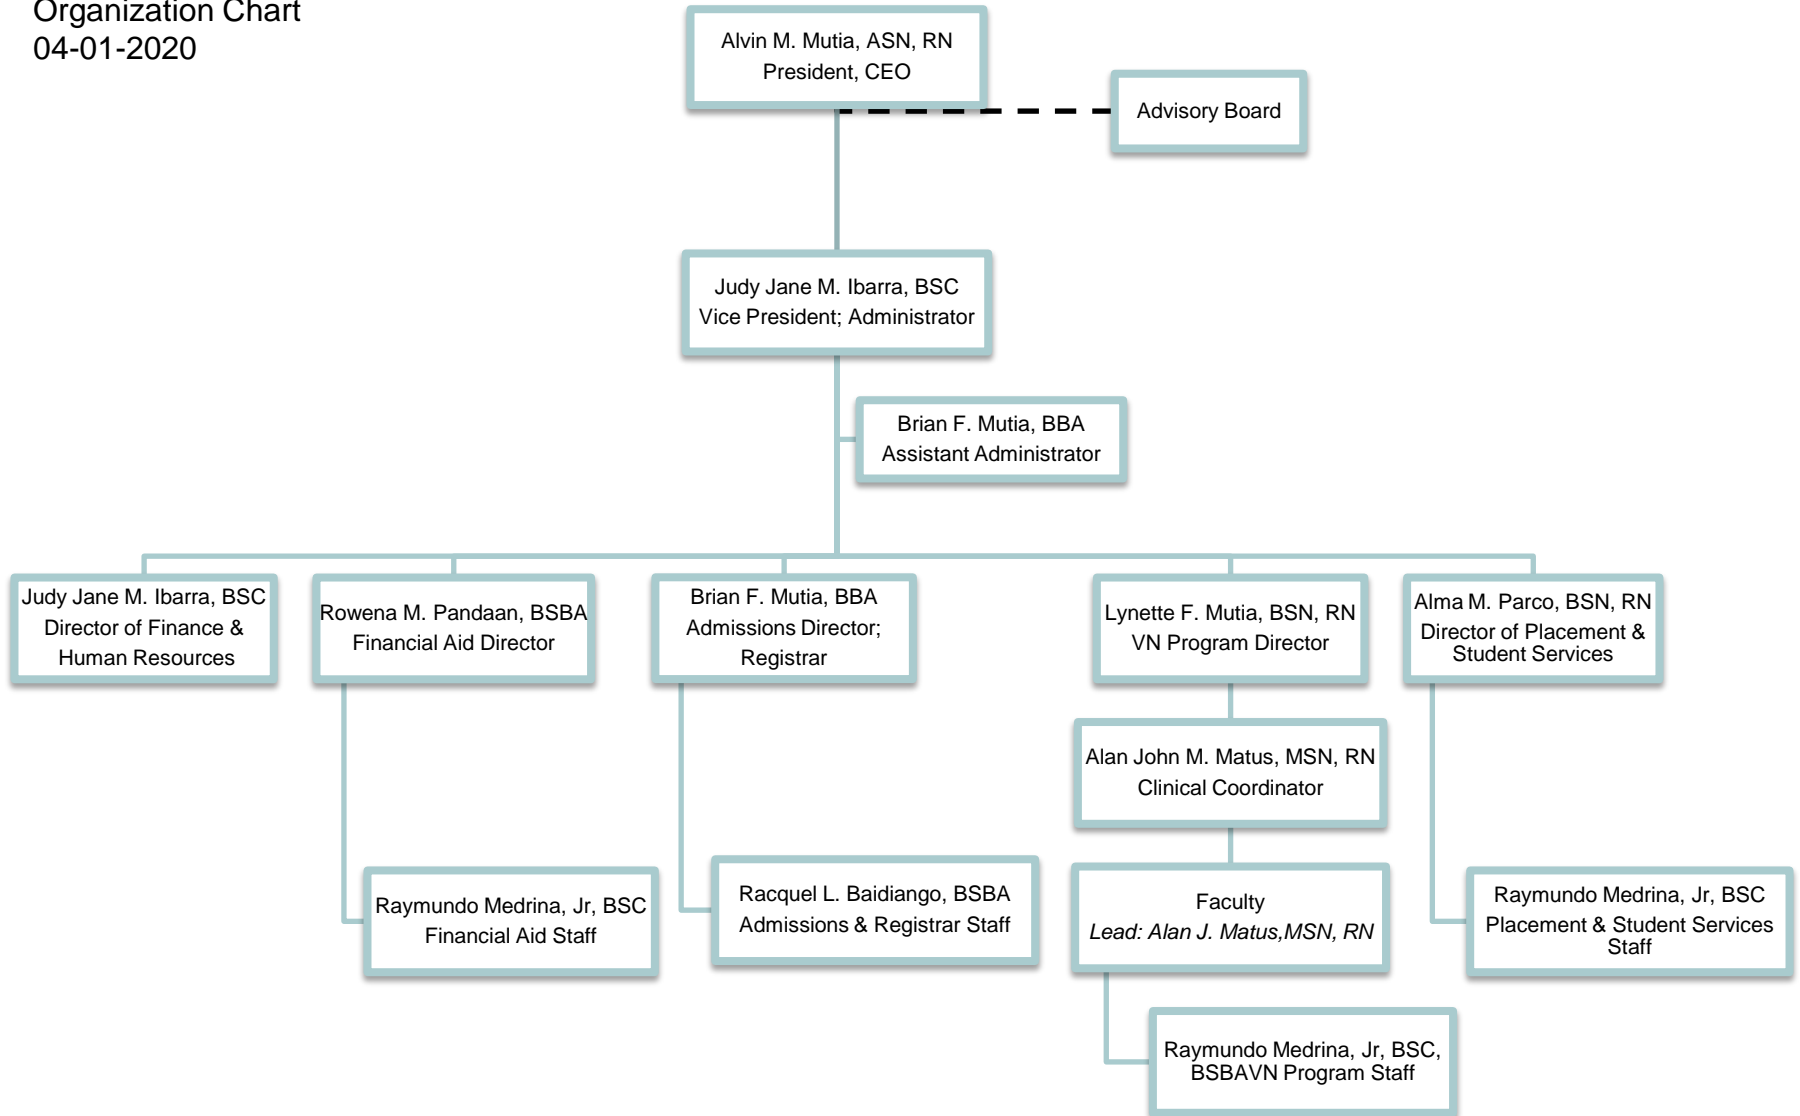 Organization Chart
04-01-2020
Alvin M. Mutia, ASN, RN
President, CEO
Advisory Board
Judy Jane M. Ibarra, BSC
Vice President; Administrator
Brian F. Mutia, BBA
Assistant Administrator
Judy Jane M. Ibarra, BSC
Director of Finance &
Human Resources
Rowena M. Pandaan, BSBA
Financial Aid Director
Brian F. Mutia, BBA
Admissions Director;
Registrar
Lynette F. Mutia, BSN, RN
VN Program Director
Alma M. Parco, BSN, RN
Director of Placement &
Student Services
Alan John M. Matus, MSN, RN
Clinical Coordinator
Raymundo Medrina, Jr, BSC
Financial Aid Staff
Racquel L. Baidiango, BSBA
Admissions & Registrar Staff
Faculty
Lead: Alan J. Matus,MSN, RN
Raymundo Medrina, Jr, BSC
Placement & Student Services
Staff
Raymundo Medrina, Jr, BSC,
BSBAVN Program Staff